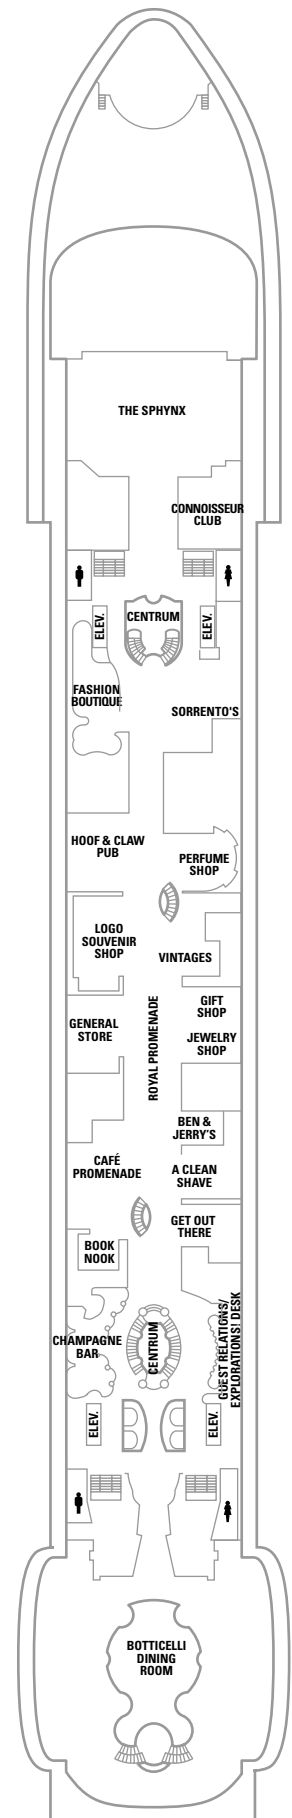 THE SPHYNX
CONNOISSEUR
CLUB
ELEV.
CENTRUM
ELEV.
FASHION
BOUTIQUE
SORRENTO'S
HOOF & CLAW
PUB
PERFUME
SHOP
LOGO
SOUVENIR
SHOP
VINTAGES
ROYAL PROMENADE
GENERAL
STORE
GIFT
SHOP
JEWELRY
SHOP
BEN &
JERRY'S
CAFÉ
PROMENADE
A CLEAN
SHAVE
GET OUT
THERE
BOOK
NOOK
CHAMPAGNE
BAR
CENTRUM
GUEST RELATIONS/
EXPLORATIONS! DESK
ELEV.
ELEV.
BOTTICELLI
DINING
ROOM